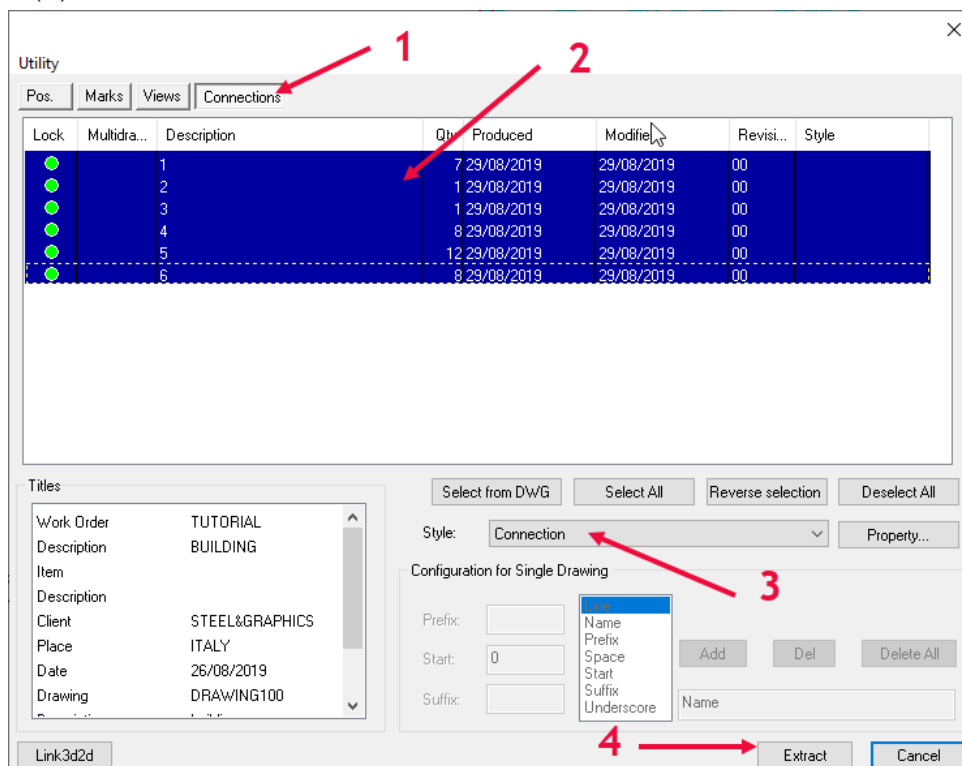 1
2
Utility
Pos. Marks Views Connections
Lock Multidra... Description Qty Produced Modified Revisi... Style
1 7 29/08/2019 29/08/2019 00
2 1 29/08/2019 29/08/2019 00
3 1 29/08/2019 29/08/2019 00
4 8 29/08/2019 29/08/2019 00
5 12 29/08/2019 29/08/2019 00
6 8 29/08/2019 29/08/2019 00
Titles
Select from DWG Select All Reverse selection Deselect All
Work Order TUTORIAL
Style: Connection Property...
Description BUILDING
Item
Configuration for Single Drawing
3
Description
Client STEEL&GRAPHICS
Place ITALY
Date 26/08/2019
Drawing DRAWING100
Prefix:
Start: 0
Suffix:
Line
Name
Prefix
Space
Start
Suffix
Underscore
Add Del Delete All
Name
4
Link3d2d Extract Cancel